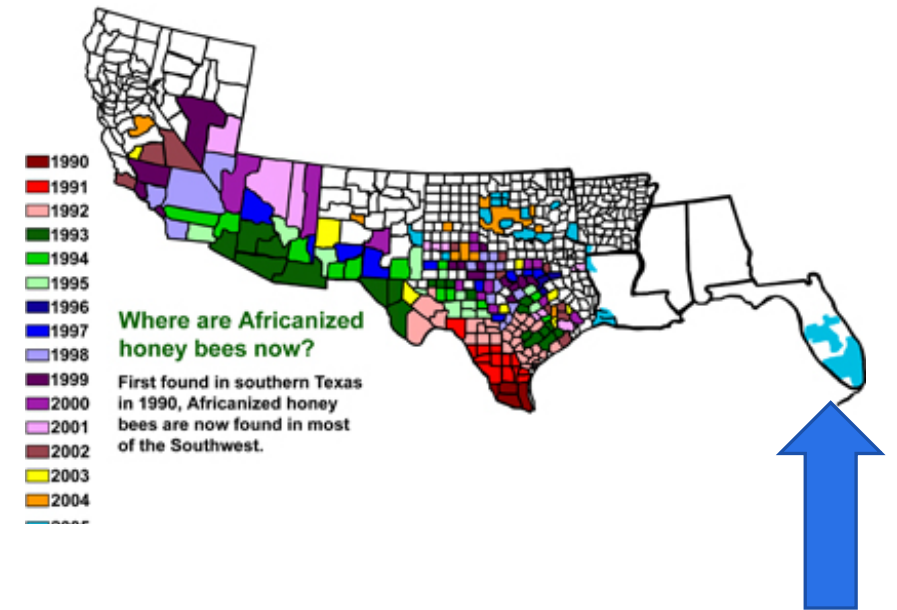 1990
1991
1992
1993
1994
1995
1996
1997
1998
1999
2000
2001
2002
2003
2004
Where are Africanized
honey bees now?
First found in southern Texas
in 1990, Africanized honey
bees are now found in most
of the Southwest.